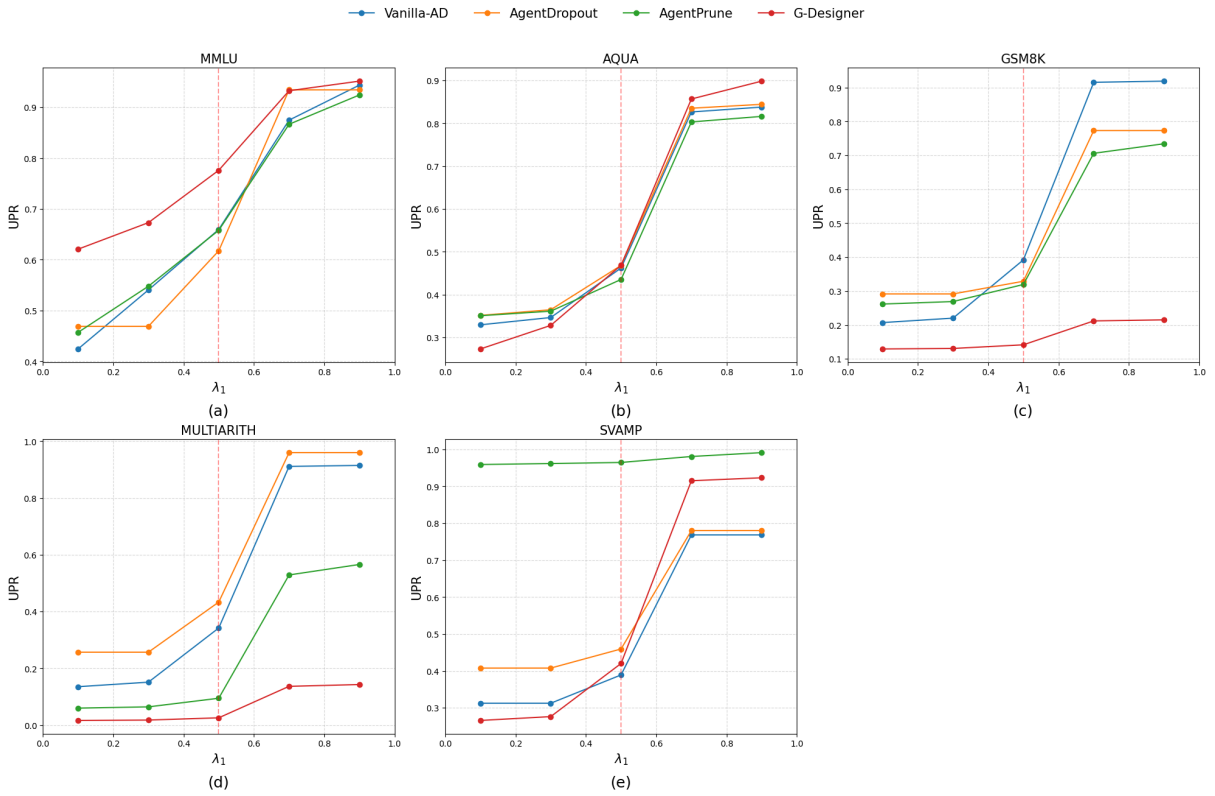 Vanilla-AD AgentDropout AgentPrune G-Designer
MMLU
0.9
0.8
0.7
0.6
0.5
0.4
UPR
0.0 0.2 0.4 0.6 0.8 1.0
λ1
(a)
AQUA
0.9
0.8
0.7
0.6
0.5
0.4
0.3
UPR
0.0 0.2 0.4 0.6 0.8 1.0
λ1
(b)
GSM8K
0.9
0.8
0.7
0.6
0.5
0.4
0.3
0.2
0.1
UPR
0.0 0.2 0.4 0.6 0.8 1.0
λ1
(c)
MULTIARITH
1.0
0.8
0.6
0.4
0.2
0.0
UPR
0.0 0.2 0.4 0.6 0.8 1.0
λ1
(d)
SVAMP
1.0
0.9
0.8
0.7
0.6
0.5
0.4
0.3
UPR
0.0 0.2 0.4 0.6 0.8 1.0
λ1
(e)